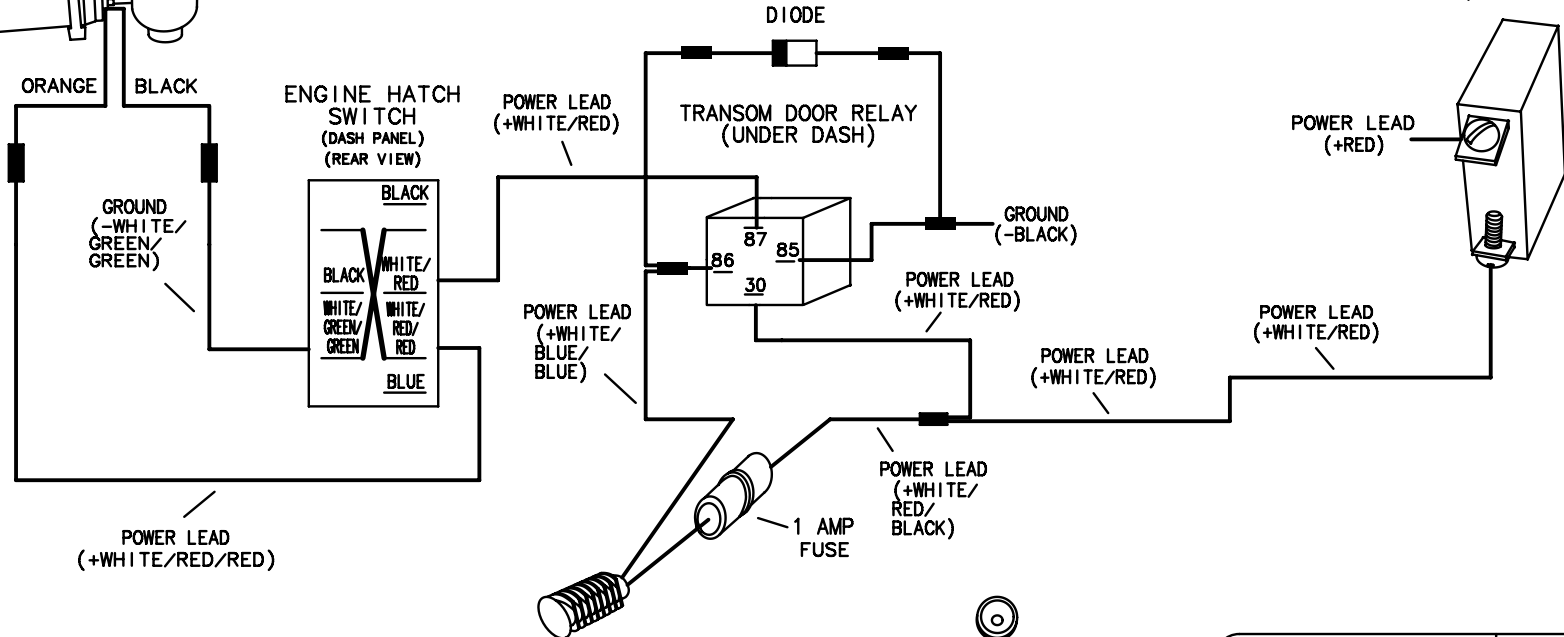 DIODE
ORANGE
BLACK
ENGINE HATCH
SWITCH
(DASH PANEL)
(REAR VIEW)
POWER LEAD
(+WHITE/RED)
TRANSOM DOOR RELAY
(UNDER DASH)
POWER LEAD
(+RED)
GROUND
(-WHITE/
GREEN/
GREEN)
BLACK
BLACK
WHITE/
RED
WHITE/
GREEN/
GREEN
WHITE/
RED/
RED
BLUE
87
86
85
30
GROUND
(-BLACK)
POWER LEAD
(+WHITE/RED)
POWER LEAD
(+WHITE/
BLUE/
BLUE)
POWER LEAD
(+WHITE/RED)
POWER LEAD
(+WHITE/RED)
POWER LEAD
(+WHITE/
RED/
BLACK)
1 AMP
FUSE
POWER LEAD
(+WHITE/RED/RED)